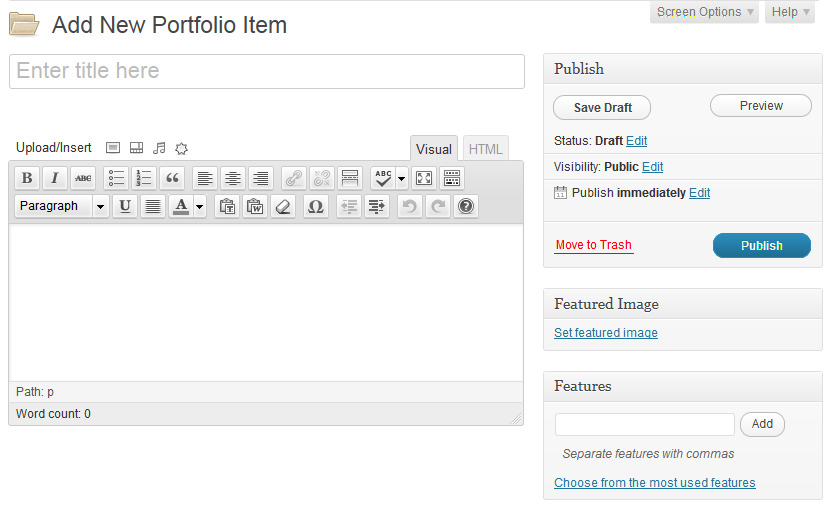 Screen Options Help
Add New Portfolio Item
Enter title here
Upload/Insert
Visual HTML
B I ABC ABC
Paragraph U A T W Ω ?
Path: p
Word count: 0
Publish
Save Draft Preview
Status: Draft Edit
Visibility: Public Edit
11 Publish immediately Edit
Move to Trash Publish
Featured Image
Set featured image
Features
Add
Separate features with commas
Choose from the most used features